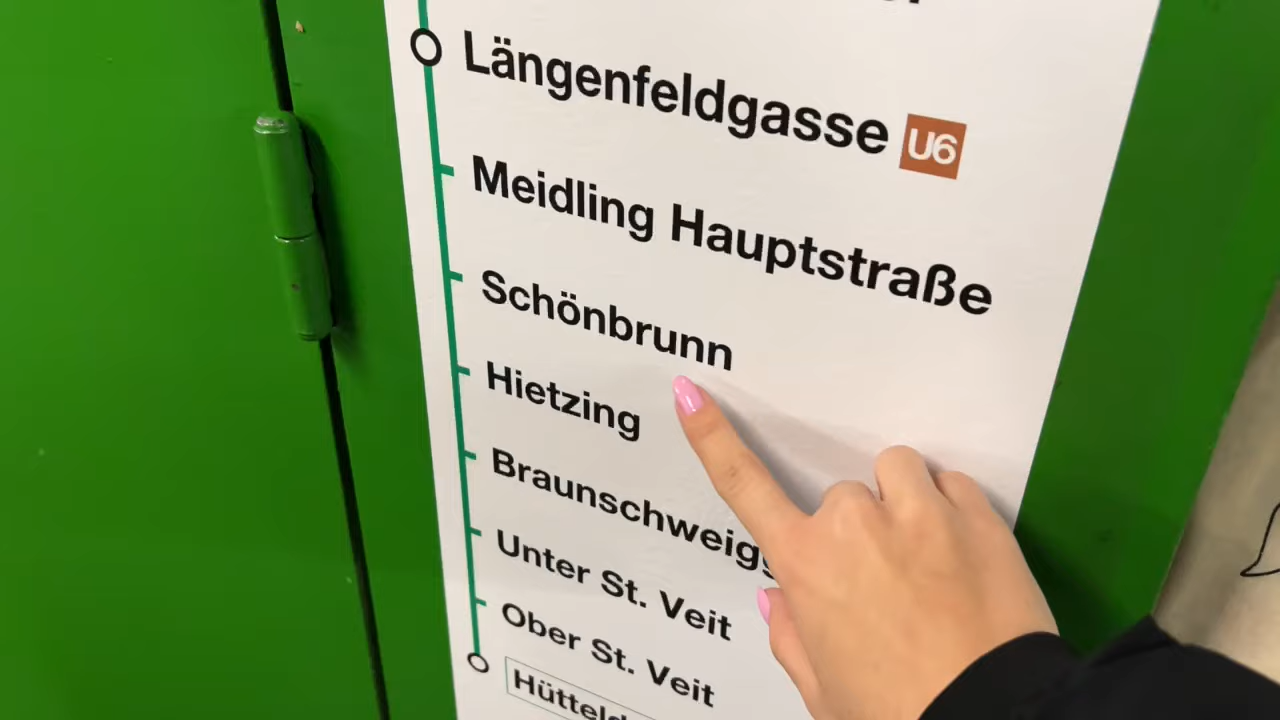 Längenfeldgasse U6
Meidling Hauptstraße
Schönbrunn
Hietzing
Unter St. Veit
Ober St. Veit